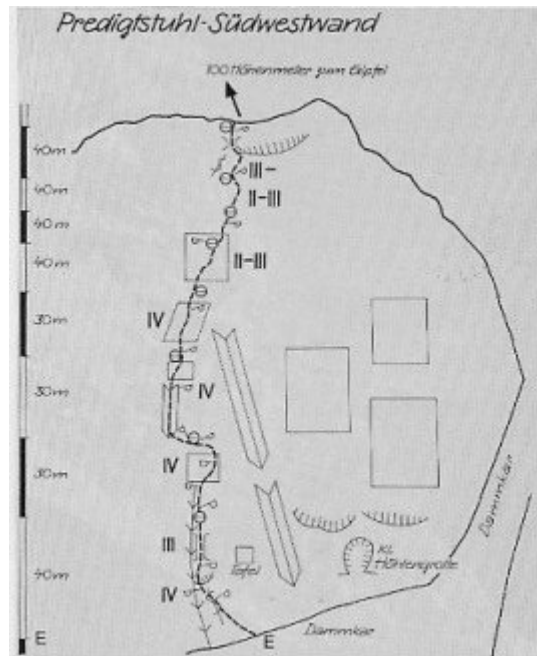 Predigtstuhl-Südwestwand
100 Höhenmeter zum Gipfel
40m
III-
40m
II-III
40m
40m
II-III
30m
IV
30m
IV
30m
IV
III
Tafel
Kl.
Höhlengrotte
Dammkar
40m
IV
E
E
Dammkar